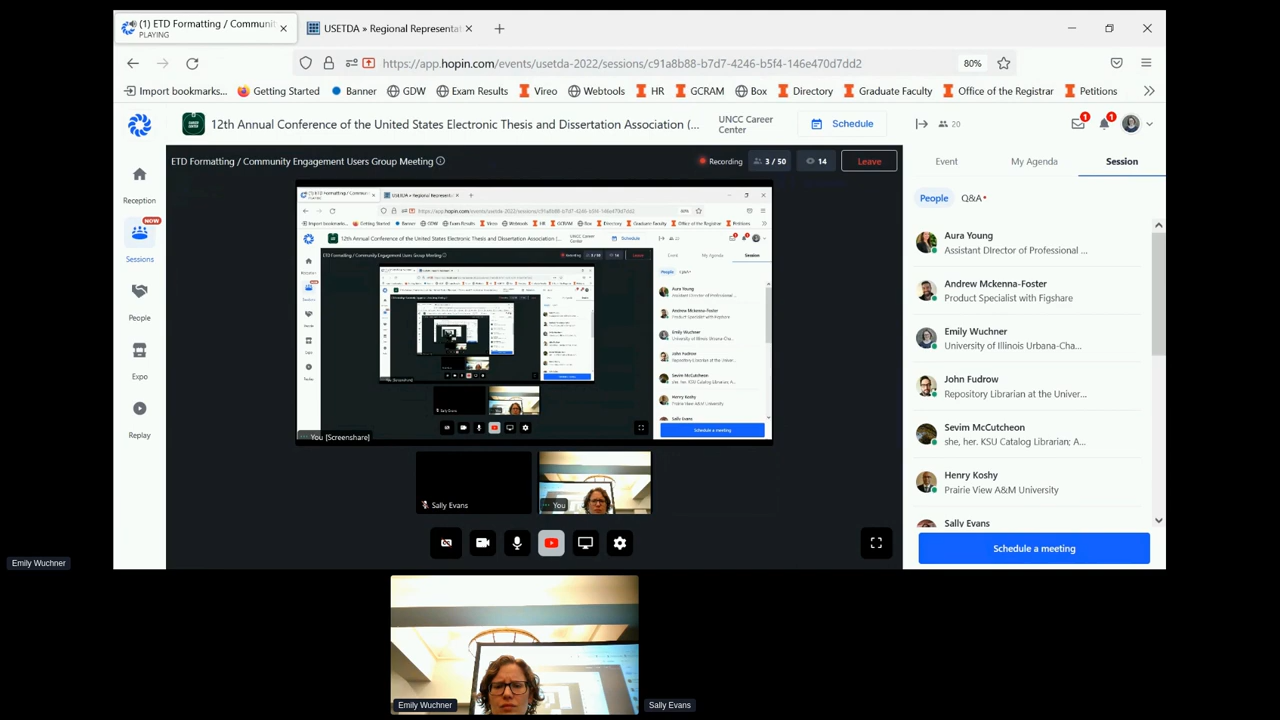 (1) ETD Formatting / Communi
PLAYING
USETDA » Regional Representa
https://app.hopin.com/events/usetda-2022/sessions/c91a8b88-b7d7-4246-b5f4-146e470d7dd2
80%
Import bookmarks...
Getting Started
Banner
GDW
Exam Results
Vireo
Webtools
HR
GCRAM
Box
Directory
Graduate Faculty
Office of the Registrar
Petitions
12th Annual Conference of the United States Electronic Thesis and Dissertation Association (...
UNCC Career
Center
Schedule
20
1
1
ETD Formatting / Community Engagement Users Group Meeting
Recording
3 / 50
14
Leave
Event
My Agenda
Session
Reception
NOW
Sessions
People
Expo
Replay
People
Q&A
Aura Young
Assistant Director of Professional ...
Andrew Mckenna-Foster
Product Specialist with Figshare
Emily Wuchner
University of Illinois Urbana-Cha...
John Fudrow
Repository Librarian at the Univer...
Sevim McCutcheon
she, her. KSU Catalog Librarian; A...
Henry Koshy
Prairie View A&M University
Sally Evans
Schedule a meeting
You [Screenshare]
Sally Evans
You
Emily Wuchner
Emily Wuchner
Sally Evans